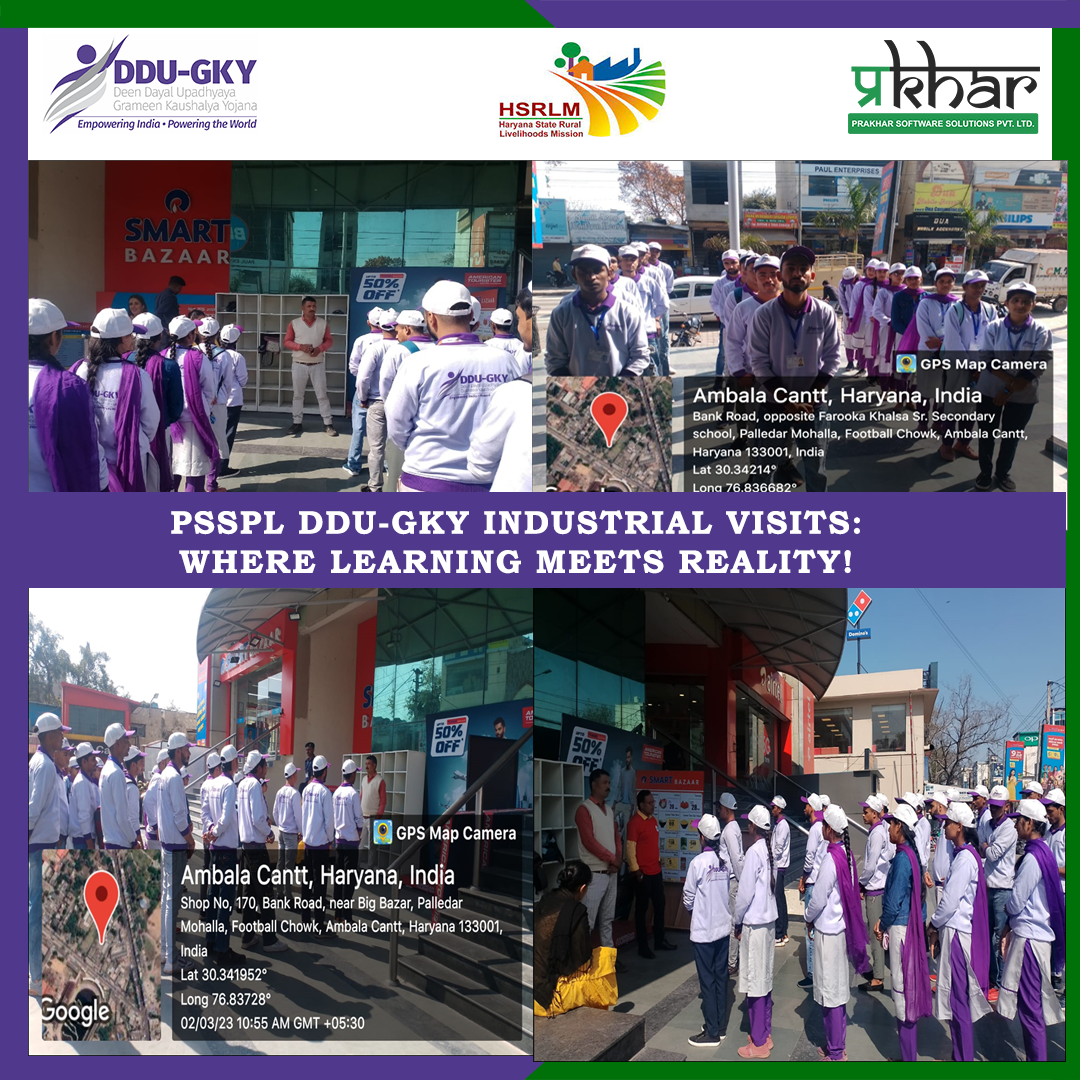 DDU-GKY
Deen Dayal Upadhyaya
Grameen Kaushalya Yojana
Empowering India • Powering the World
HSRLM
Haryana State Rural
Livelihoods Mission
प्रkhar
PRAKHAR SOFTWARE SOLUTIONS PVT. LTD.
SMART
BAZAAR
50%
OFF
AMERICAN
TOURISTER
DDU-GKY
PAUL ENTERPRISES
PHILIPS
GPS Map Camera
Ambala Cantt, Haryana, India
Bank Road, opposite Farooka Khalsa Sr. Secondary
school, Palledar Mohalla, Football Chowk, Ambala Cantt,
Haryana 133001, India
Lat 30.34214°
Long 76.836682°
PSSPL DDU-GKY INDUSTRIAL VISITS:
WHERE LEARNING MEETS REALITY!
50%
OFF
GPS Map Camera
Ambala Cantt, Haryana, India
Shop No, 170, Bank Road, near Big Bazar, Palledar
Mohalla, Football Chowk, Ambala Cantt, Haryana 133001,
India
Lat 30.341952°
Long 76.83728°
02/03/23 10:55 AM GMT +05:30
Google
Domino's
50%
OFF
SMART BAZAAR
oppo